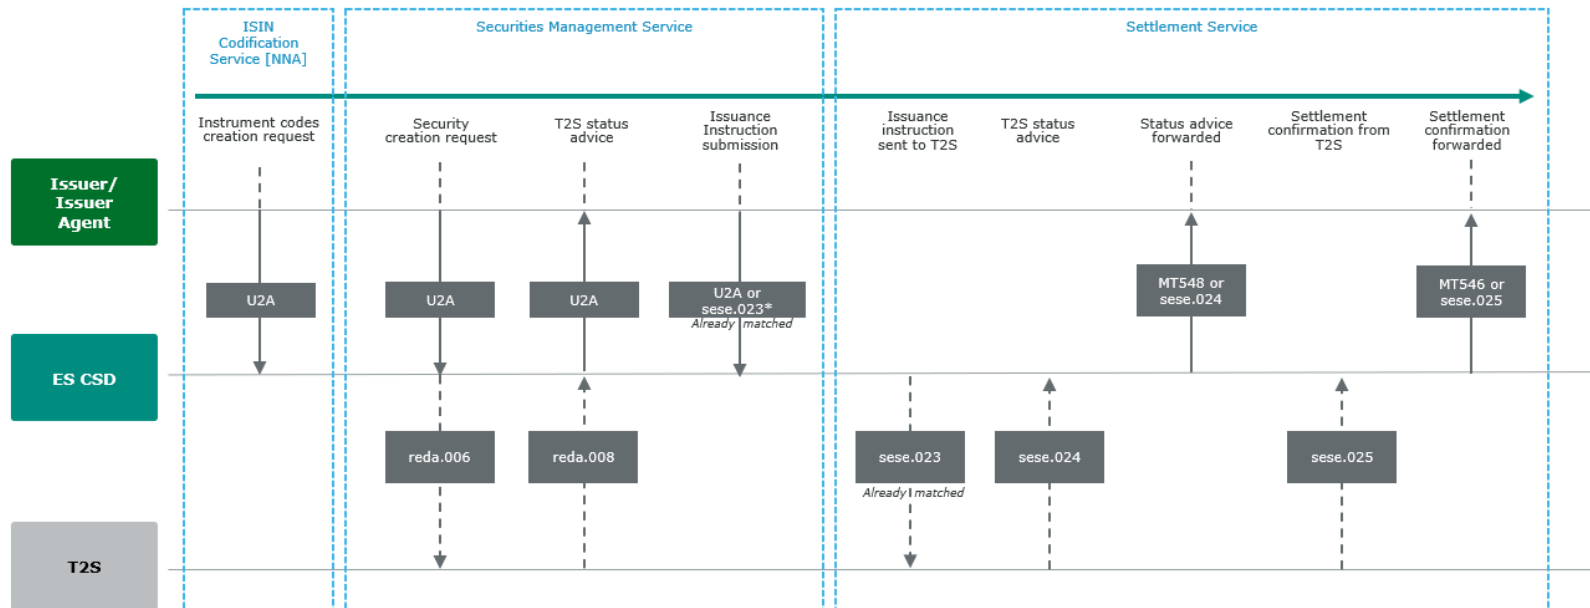 ISIN
Codification
Service [NNA]
Securities Management Service
Settlement Service
Instrument codes
creation request
Security
creation request
T2S status
advice
Issuance
Instruction
submission
Issuance
instruction
sent to T2S
T2S status
advice
Status advice
forwarded
Settlement
confirmation from
T2S
Settlement
confirmation
forwarded
Issuer/
Issuer
Agent
U2A
U2A
U2A
U2A or
sese.023*
Already matched
MT548 or
sese.024
MT546 or
sese.025
ES CSD
reda.006
reda.008
sese.023
Already matched
sese.024
sese.025
T2S